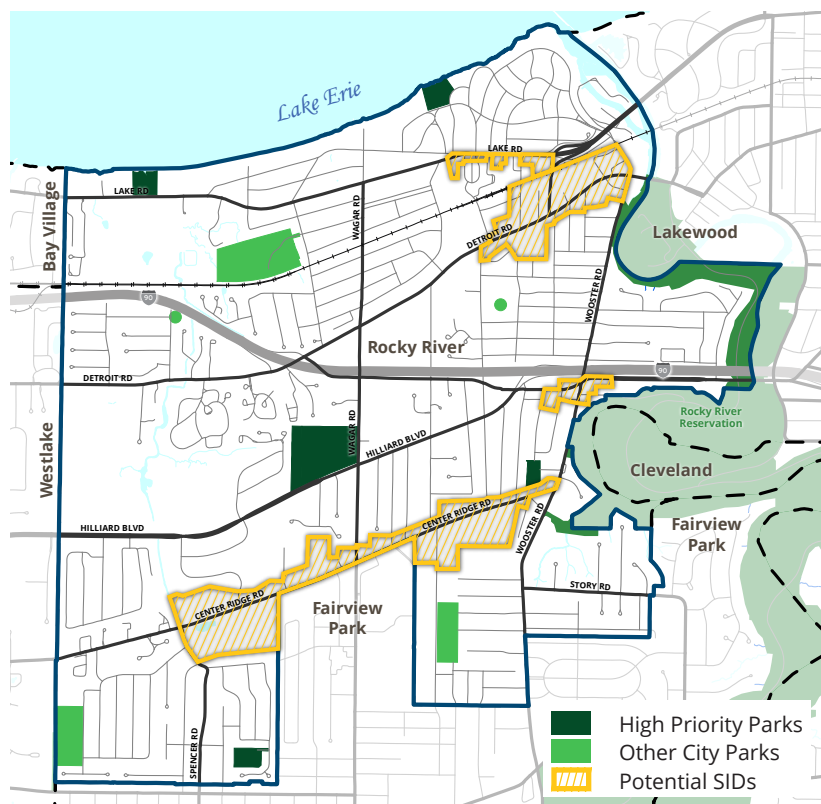 Lake Erie
LAKE RD
LAKE RD
Bay Village
WAGAR RD
DETROIT RD
Lakewood
WOOSTER RD
90
Rocky River
90
DETROIT RD
Rocky River
Reservation
WAGAR RD
HILLIARD BLVD
Westlake
Cleveland
CENTER RIDGE RD
HILLIARD BLVD
WOOSTER RD
Fairview
Park
STORY RD
CENTER RIDGE RD
Fairview
Park
SPENCER RD
High Priority Parks
Other City Parks
Potential SIDs